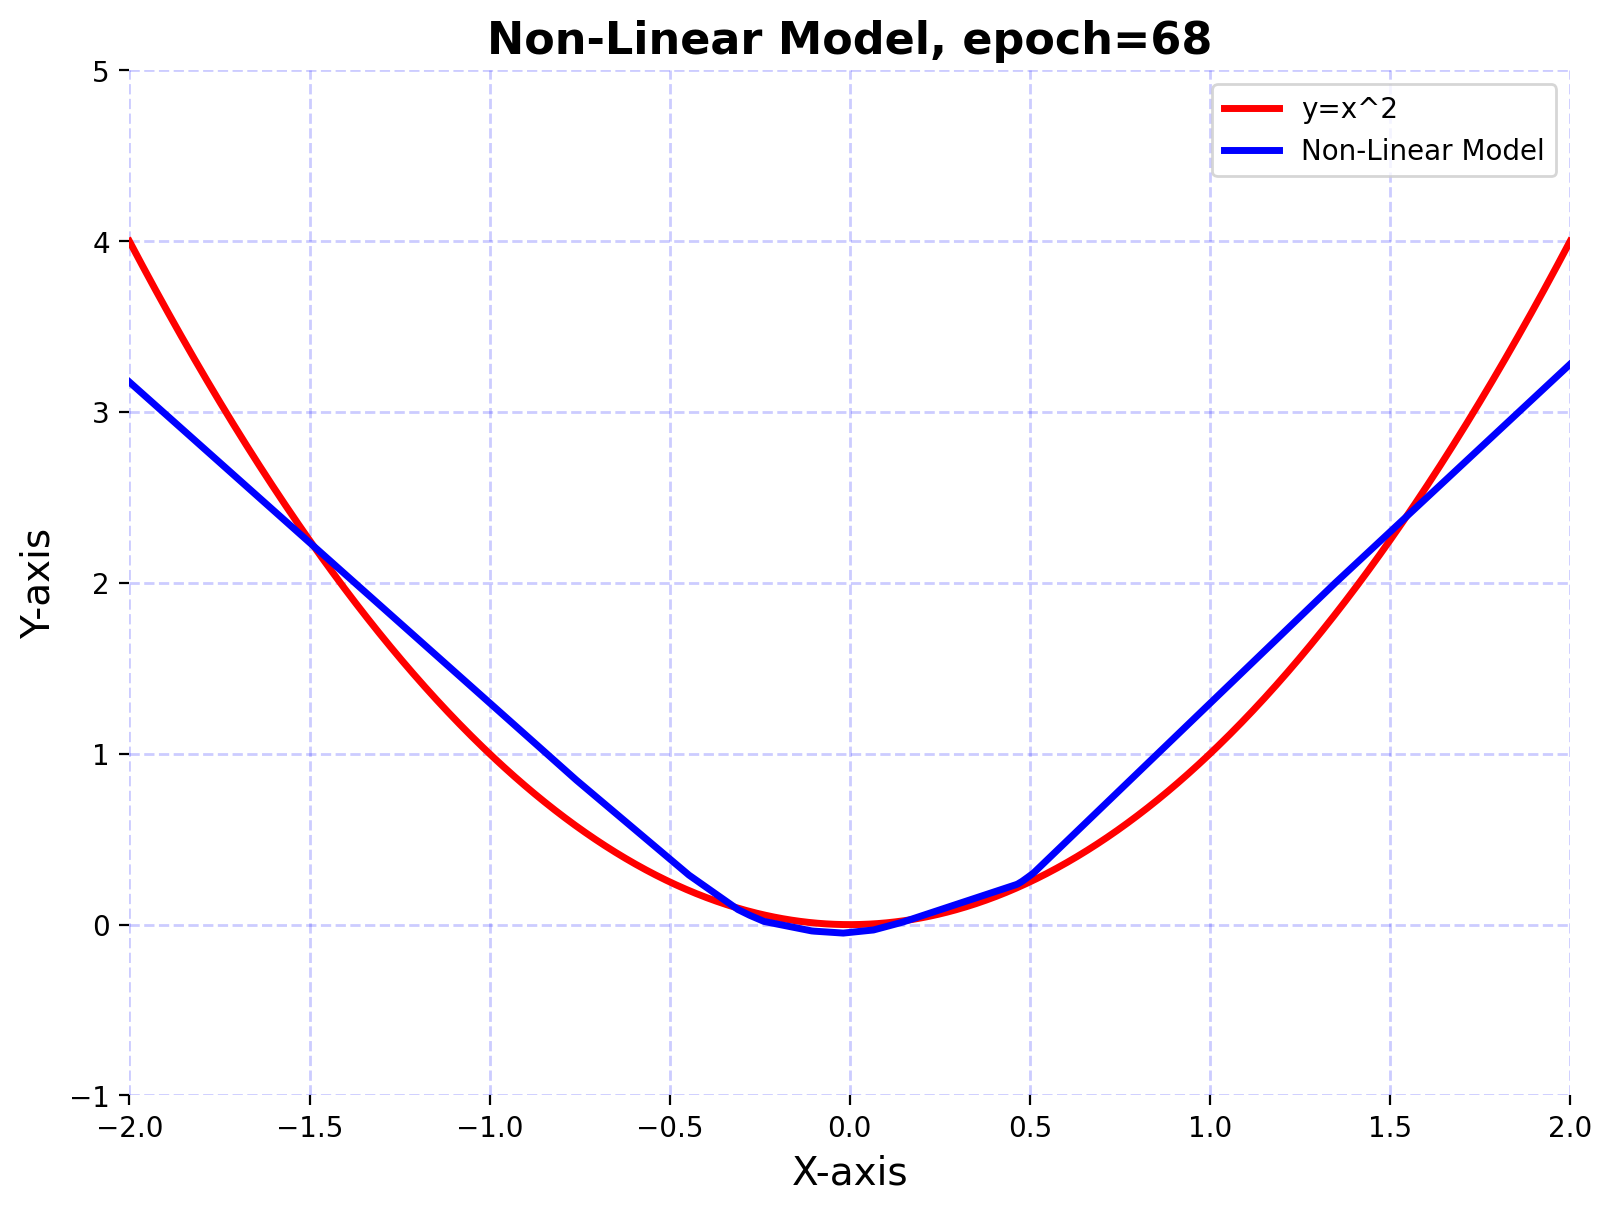 Non-Linear Model, epoch=68
y=x^2
Non-Linear Model
Y-axis
5
4
3
2
1
0
−1
−2.0 −1.5 −1.0 −0.5 0.0 0.5 1.0 1.5 2.0
X-axis